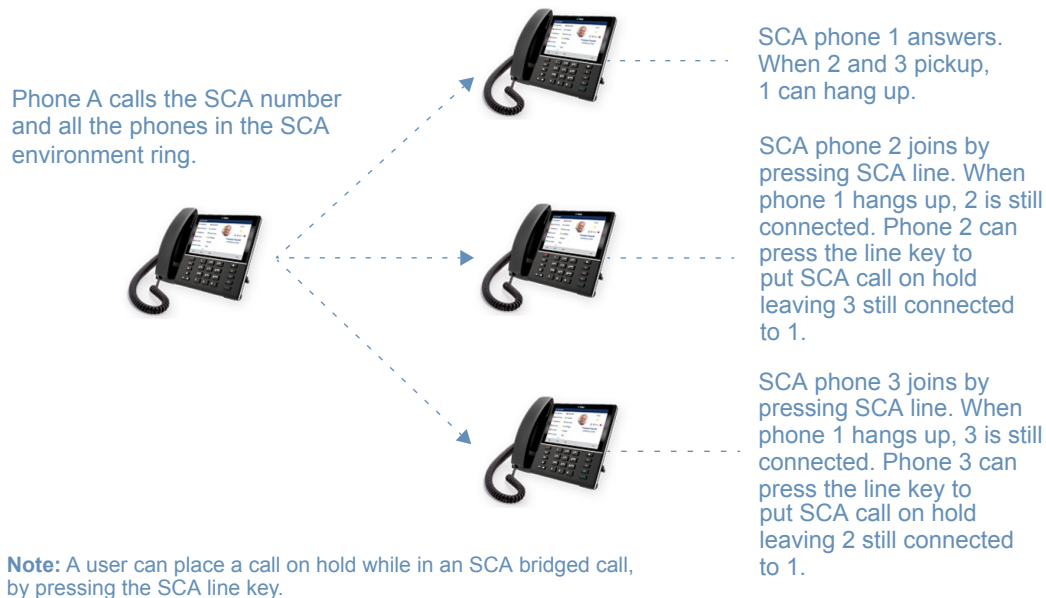 Phone A calls the SCA number
and all the phones in the SCA
environment ring.
SCA phone 1 answers.
When 2 and 3 pickup,
1 can hang up.
SCA phone 2 joins by
pressing SCA line. When
phone 1 hangs up, 2 is still
connected. Phone 2 can
press the line key to
put SCA call on hold
leaving 3 still connected
to 1.
SCA phone 3 joins by
pressing SCA line. When
phone 1 hangs up, 3 is still
connected. Phone 3 can
press the line key to
put SCA call on hold
leaving 2 still connected
to 1.
Note: A user can place a call on hold while in an SCA bridged call,
by pressing the SCA line key.